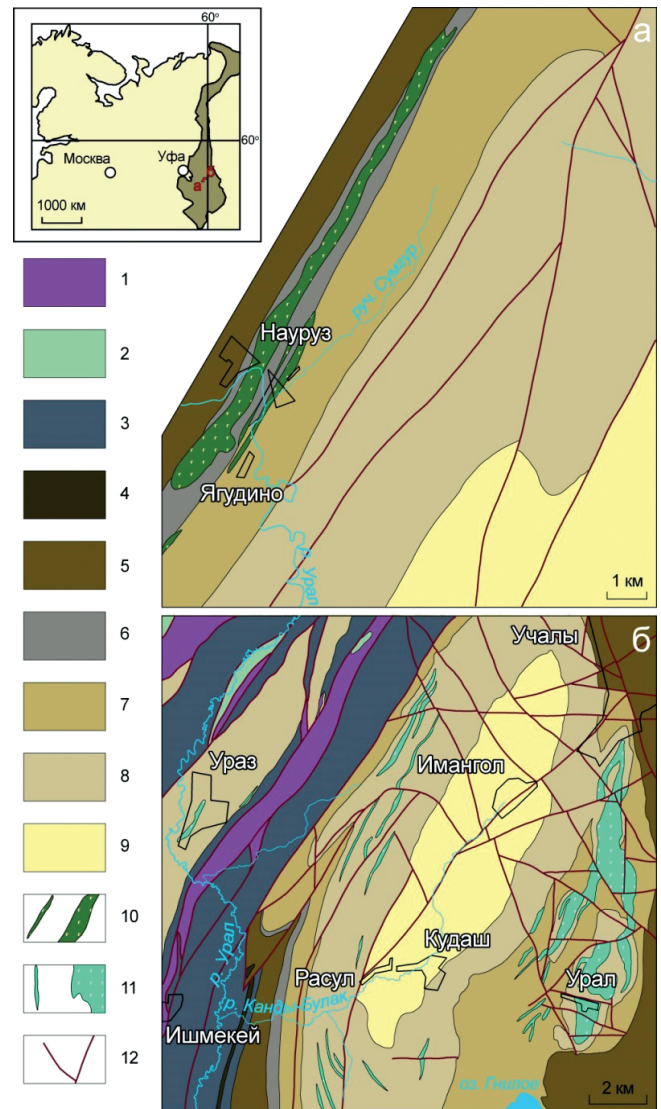 60°
60°
Москва
Уфа
а
б
1000 км
а
руч. Сумгур
Науруз
Ягудино
р. Урал
1 км
1
2
3
4
5
6
7
8
9
10
11
12
б
Учалы
Ураз
Имангол
р. Урал
Кудаш
Расул
Урал
р. Канды-Булак
Ишмекей
оз. Гнилое
2 км